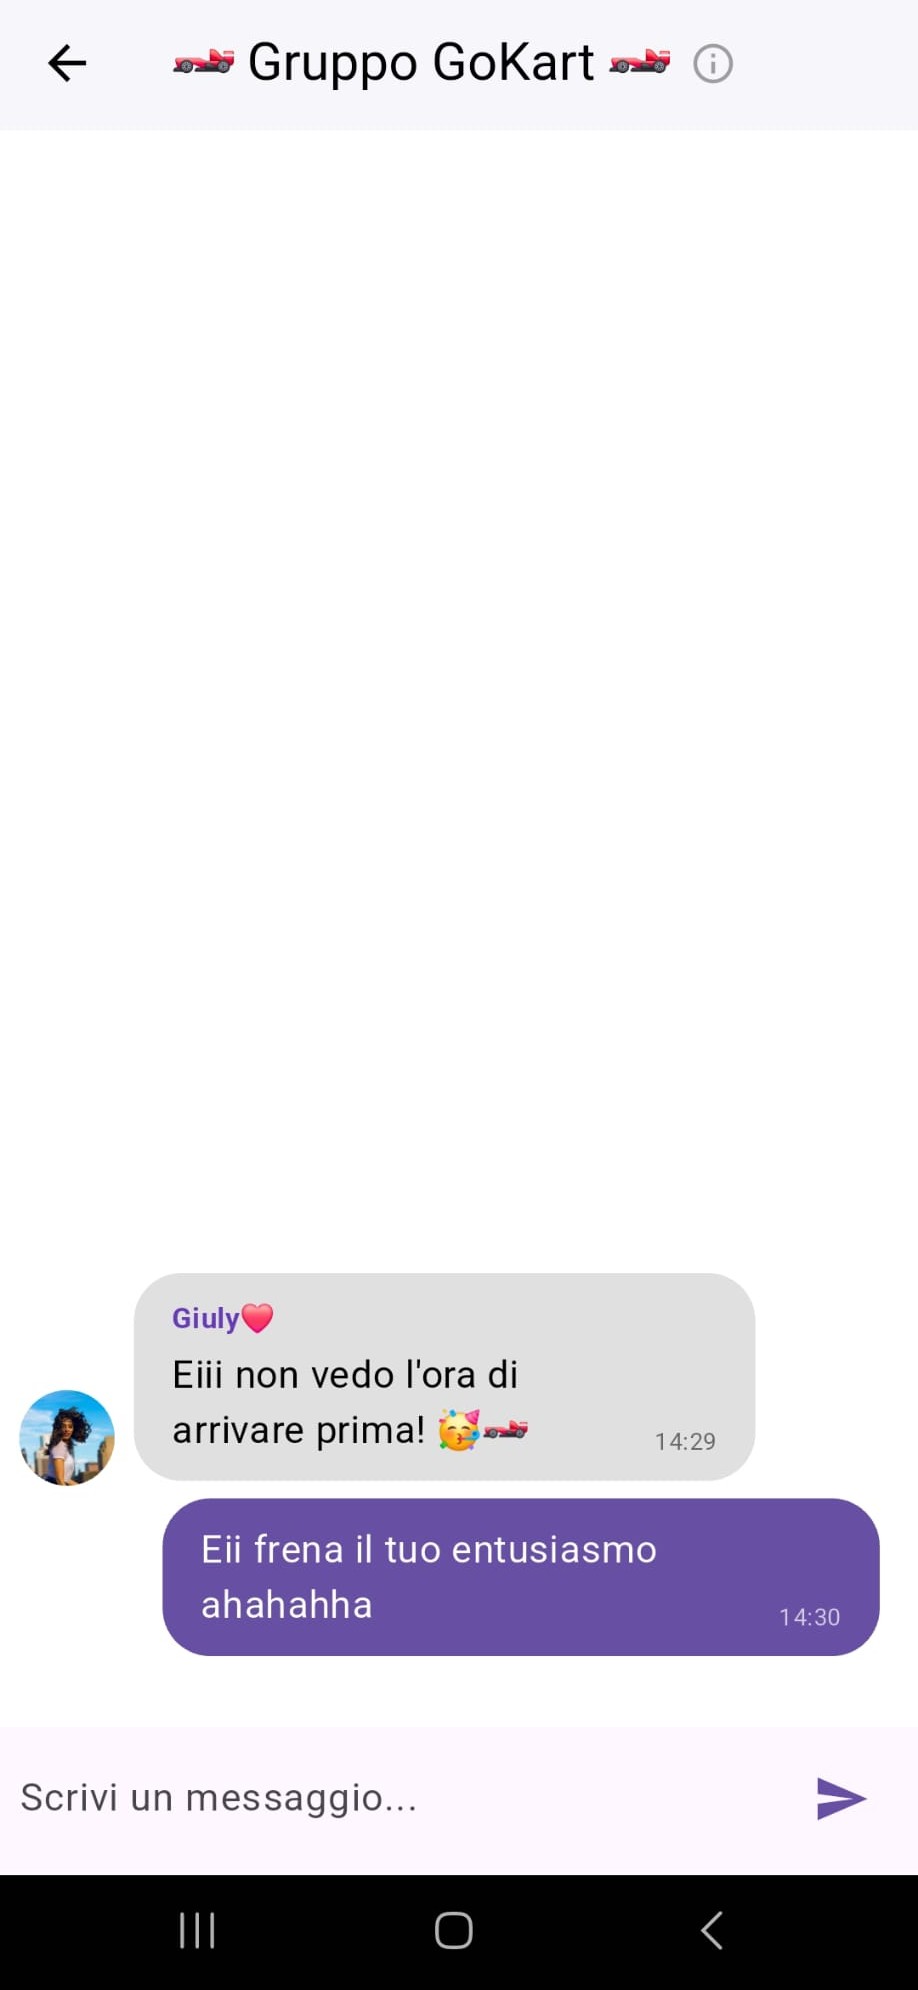 🏎️ Gruppo GoKart 🏎️
Giuly❤️
Eiii non vedo l'ora di
arrivare prima! 🥳🏎️
14:29
Eii frena il tuo entusiasmo
ahahahha
14:30
Scrivi un messaggio...